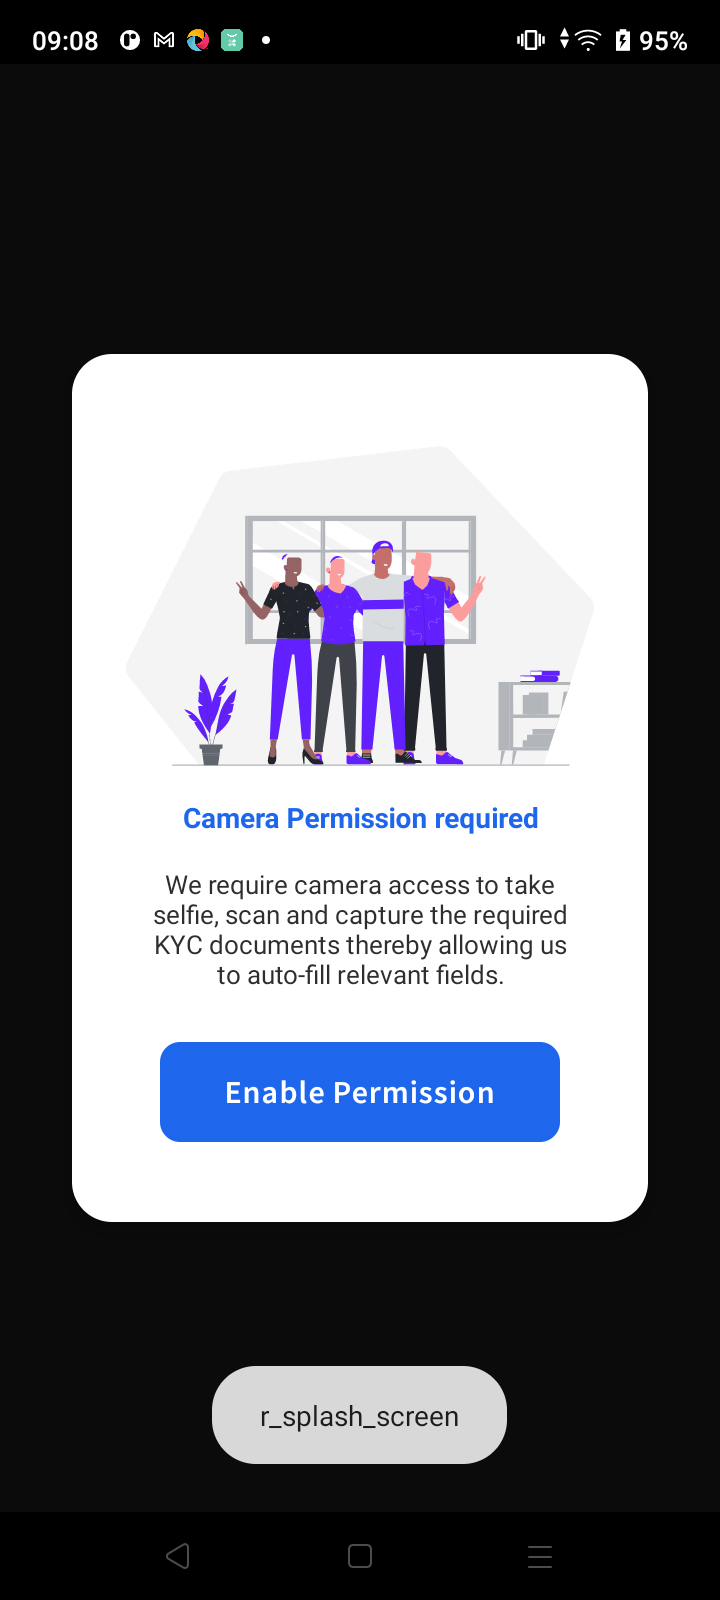 09:08
95%
Camera Permission required
We require camera access to take
selfie, scan and capture the required
KYC documents thereby allowing us
to auto-fill relevant fields.
Enable Permission
r_splash_screen